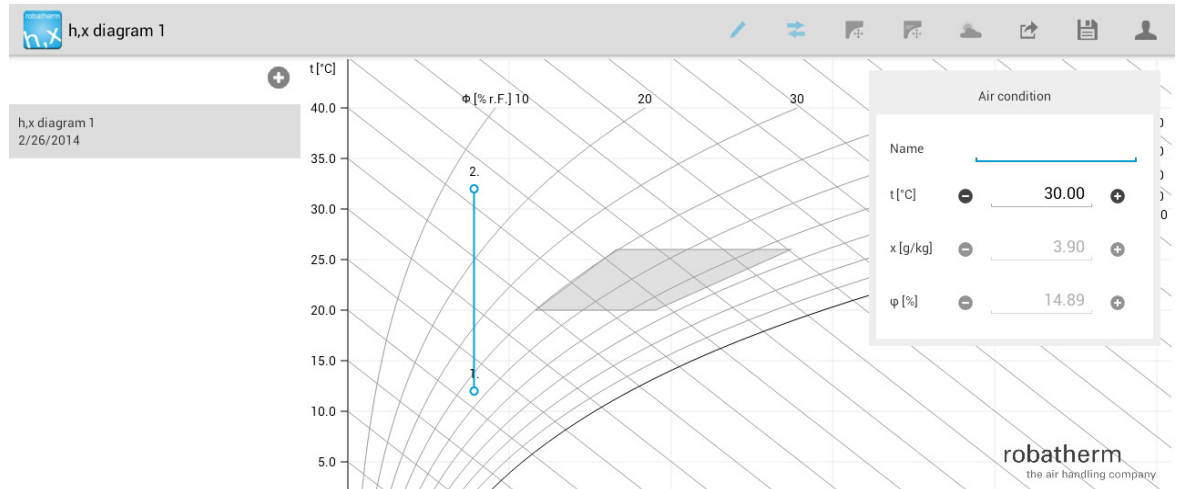 robatherm
h,x
h,x diagram 1
h,x diagram 1
2/26/2014
t [°C]
40.0
35.0
30.0
25.0
20.0
15.0
10.0
5.0
Φ [% r.F.] 10
20
30
2.
1.
Air condition
Name
t [°C]
30.00
x [g/kg]
3.90
φ [%]
14.89
0
robatherm
the air handling company